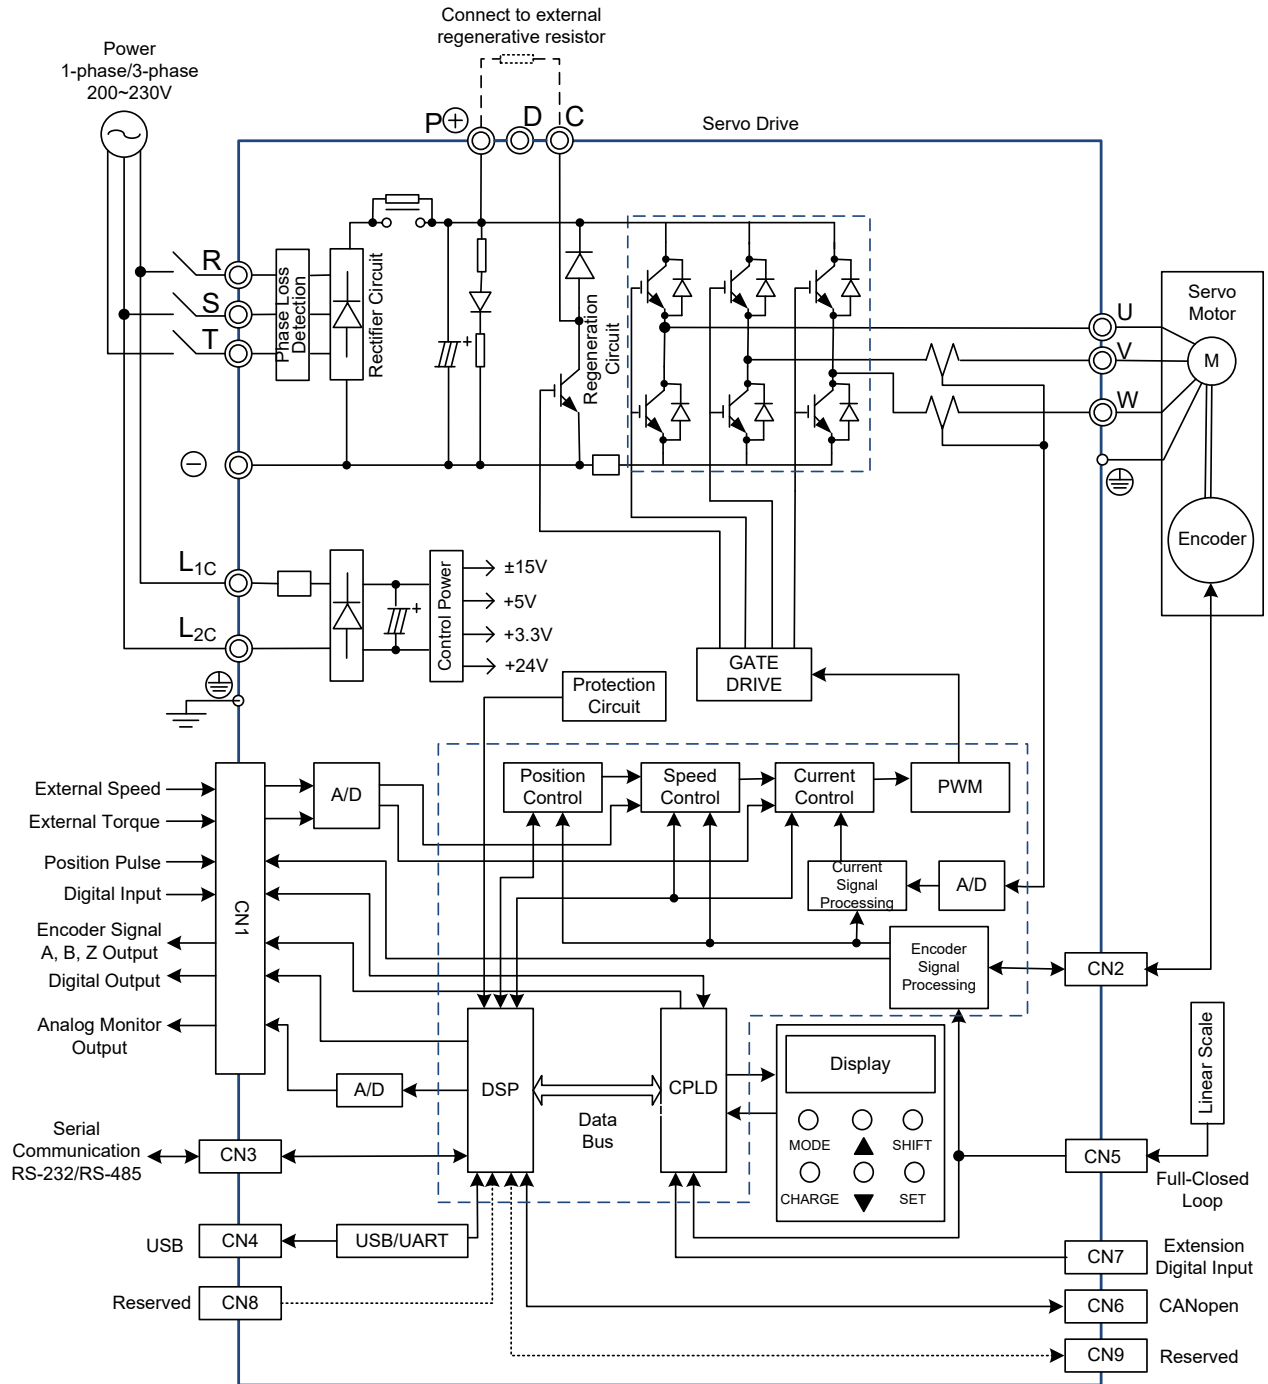 Connect to external
regenerative resistor
Power
1-phase/3-phase
200~230V
P⊕
D
C
Servo Drive
R
S
T
Phase Loss
Detection
Rectifier Circuit
+
Regeneration
Circuit
U
V
W
Servo
Motor
M
Encoder
−
L1C
L2C
+
Control Power
±15V
+5V
+3.3V
+24V
GATE
DRIVE
Protection
Circuit
External Speed
External Torque
Position Pulse
Digital Input
Encoder Signal
A, B, Z Output
Digital Output
Analog Monitor
Output
CN1
A/D
Position
Control
Speed
Control
Current
Control
PWM
Current
Signal
Processing
A/D
Encoder
Signal
Processing
CN2
A/D
DSP
Data
Bus
CPLD
Display
MODE
▲
SHIFT
CHARGE
▼
SET
Linear Scale
Serial
Communication
RS-232/RS-485
CN3
CN5
Full-Closed
Loop
USB
CN4
USB/UART
CN7
Extension
Digital Input
Reserved
CN8
CN6
CANopen
CN9
Reserved